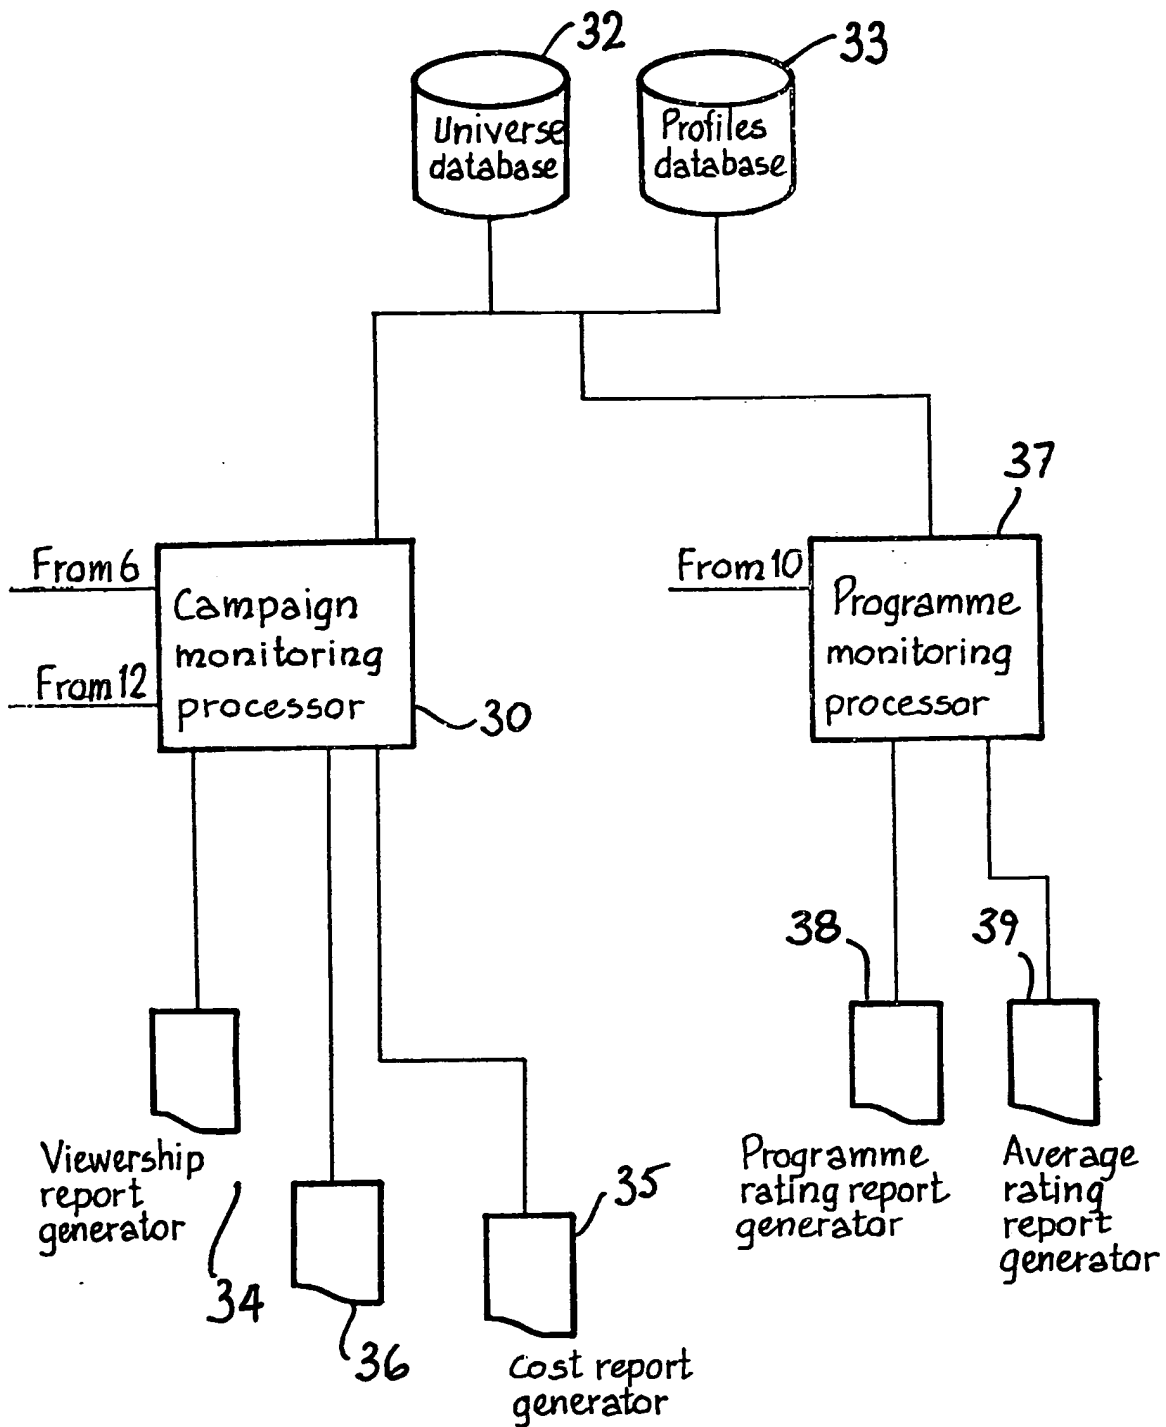 32
33
Universe
database
Profiles
database
37
From 6
From 10
Campaign
monitoring
processor
Programme
monitoring
processor
From 12
30
38
39
Viewership
report
generator
34
36
35
Cost report
generator
Programme
rating report
generator
Average
rating
report
generator